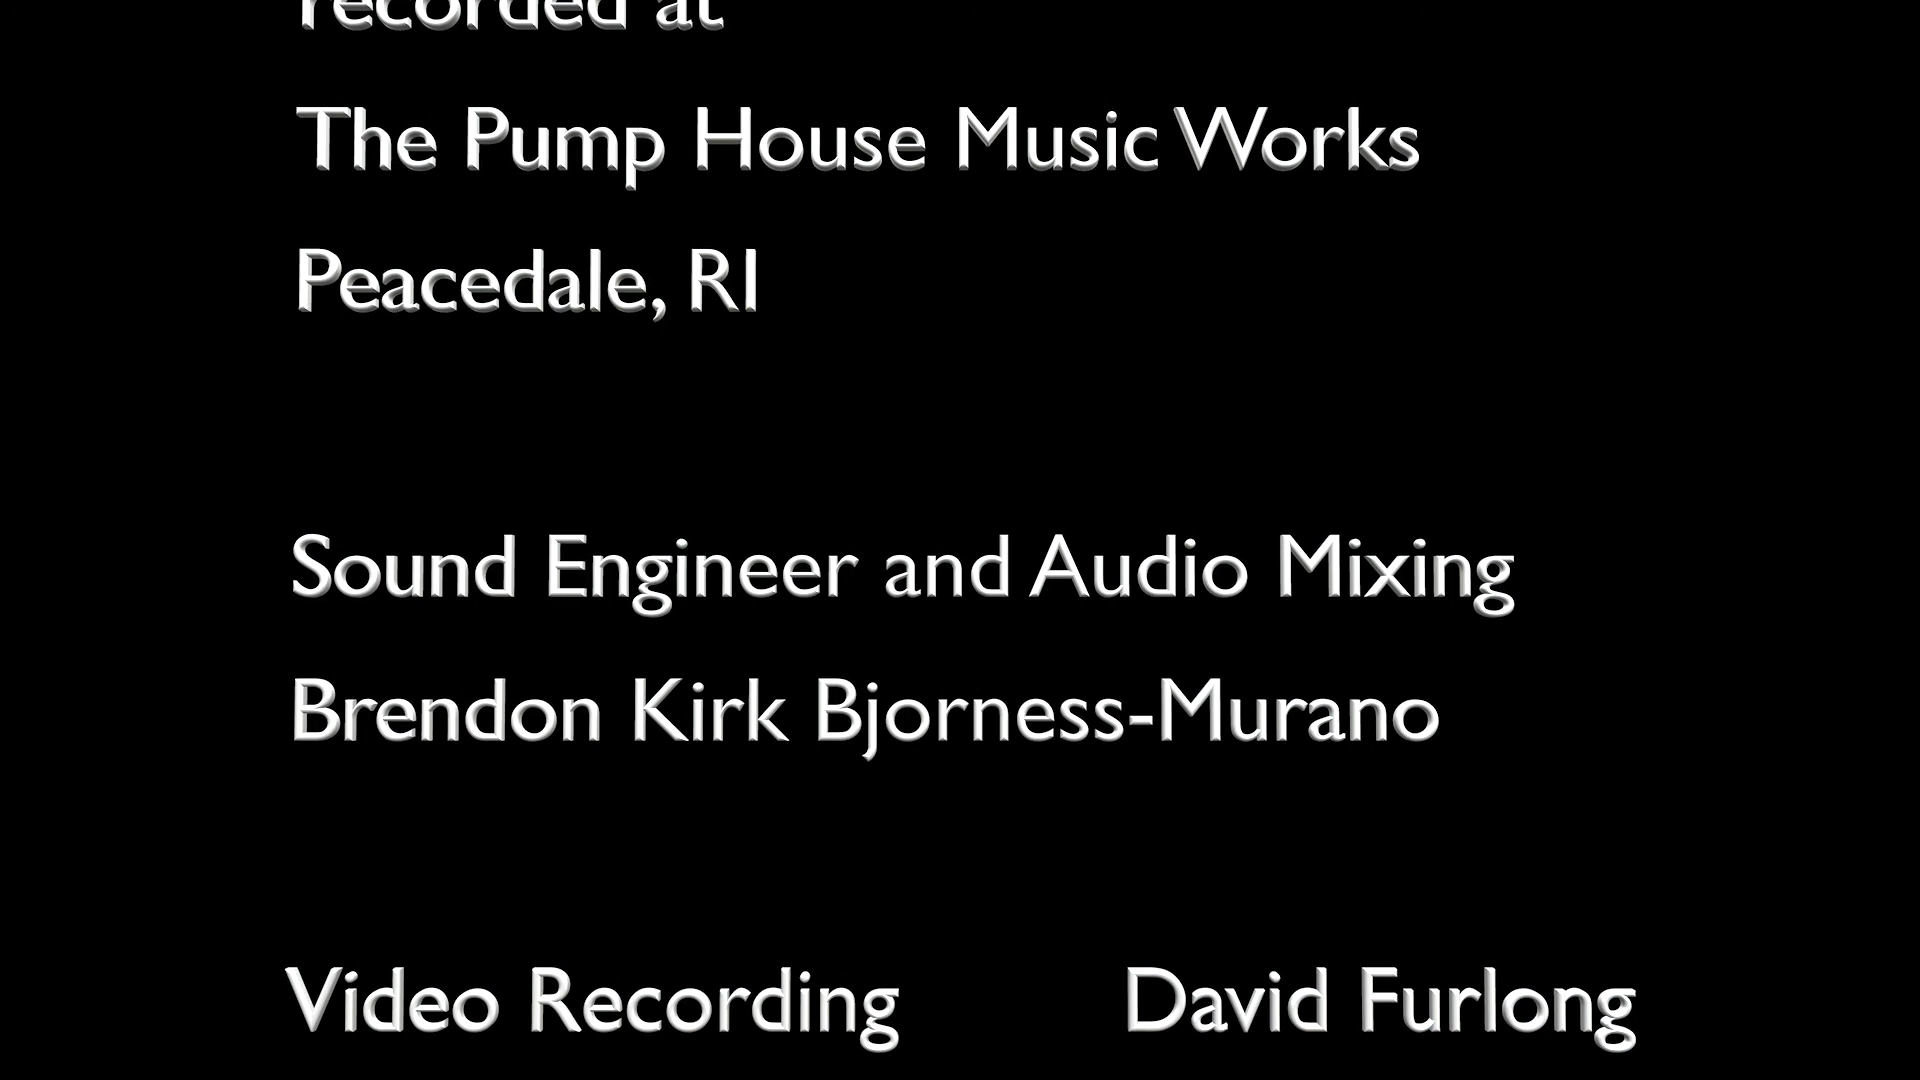 recorded at
The Pump House Music Works
Peacedale, RI
Sound Engineer and Audio Mixing
Brendon Kirk Bjorness-Murano
Video Recording David Furlong